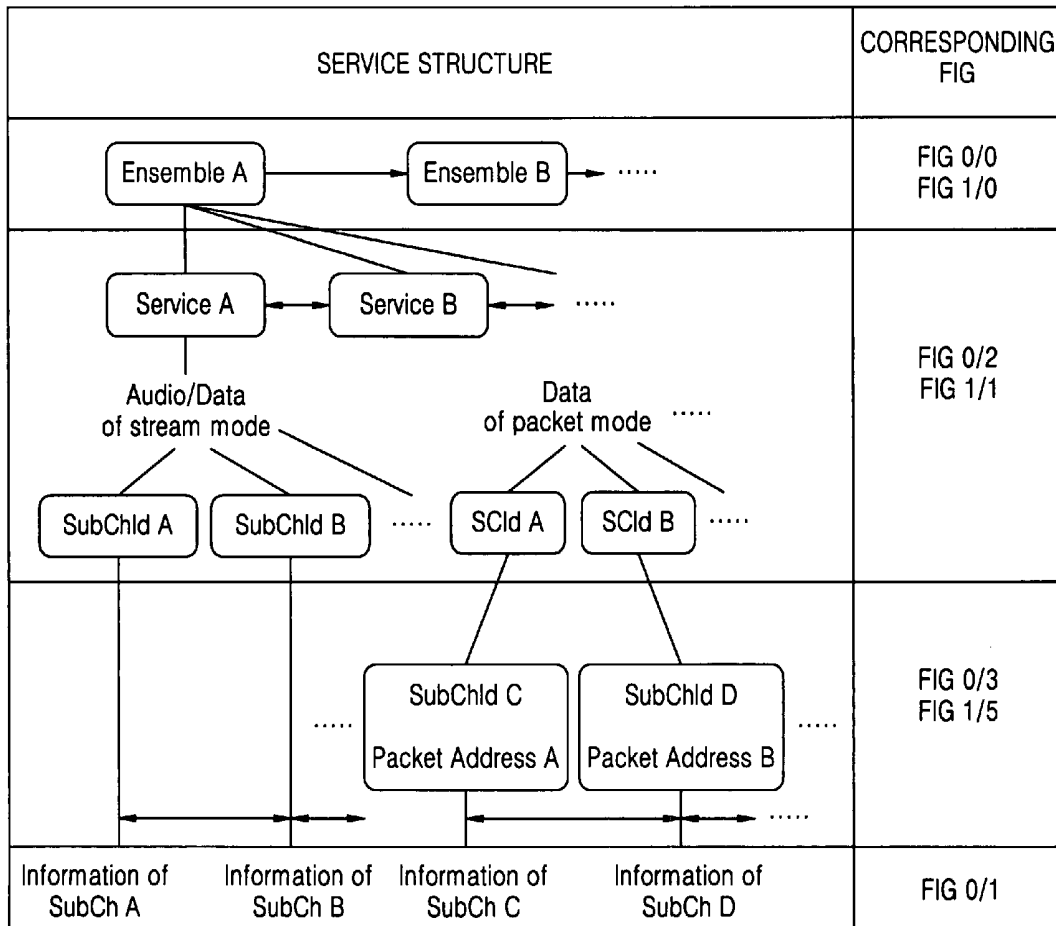 SERVICE STRUCTURE
CORRESPONDING
FIG
Ensemble A
Ensemble B
.....
FIG 0/0
FIG 1/0
Service A
Service B
.....
FIG 0/2
FIG 1/1
Audio/Data
of stream mode
Data
of packet mode
.....
SubChId A
SubChId B
.....
SCId A
SCId B
.....
.....
SubChId C
Packet Address A
SubChId D
Packet Address B
.....
FIG 0/3
FIG 1/5
.....
Information of
SubCh A
Information of
SubCh B
Information of
SubCh C
Information of
SubCh D
FIG 0/1